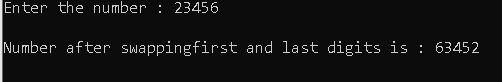 Enter the number : 23456
Number after swappingfirst and last digits is : 63452